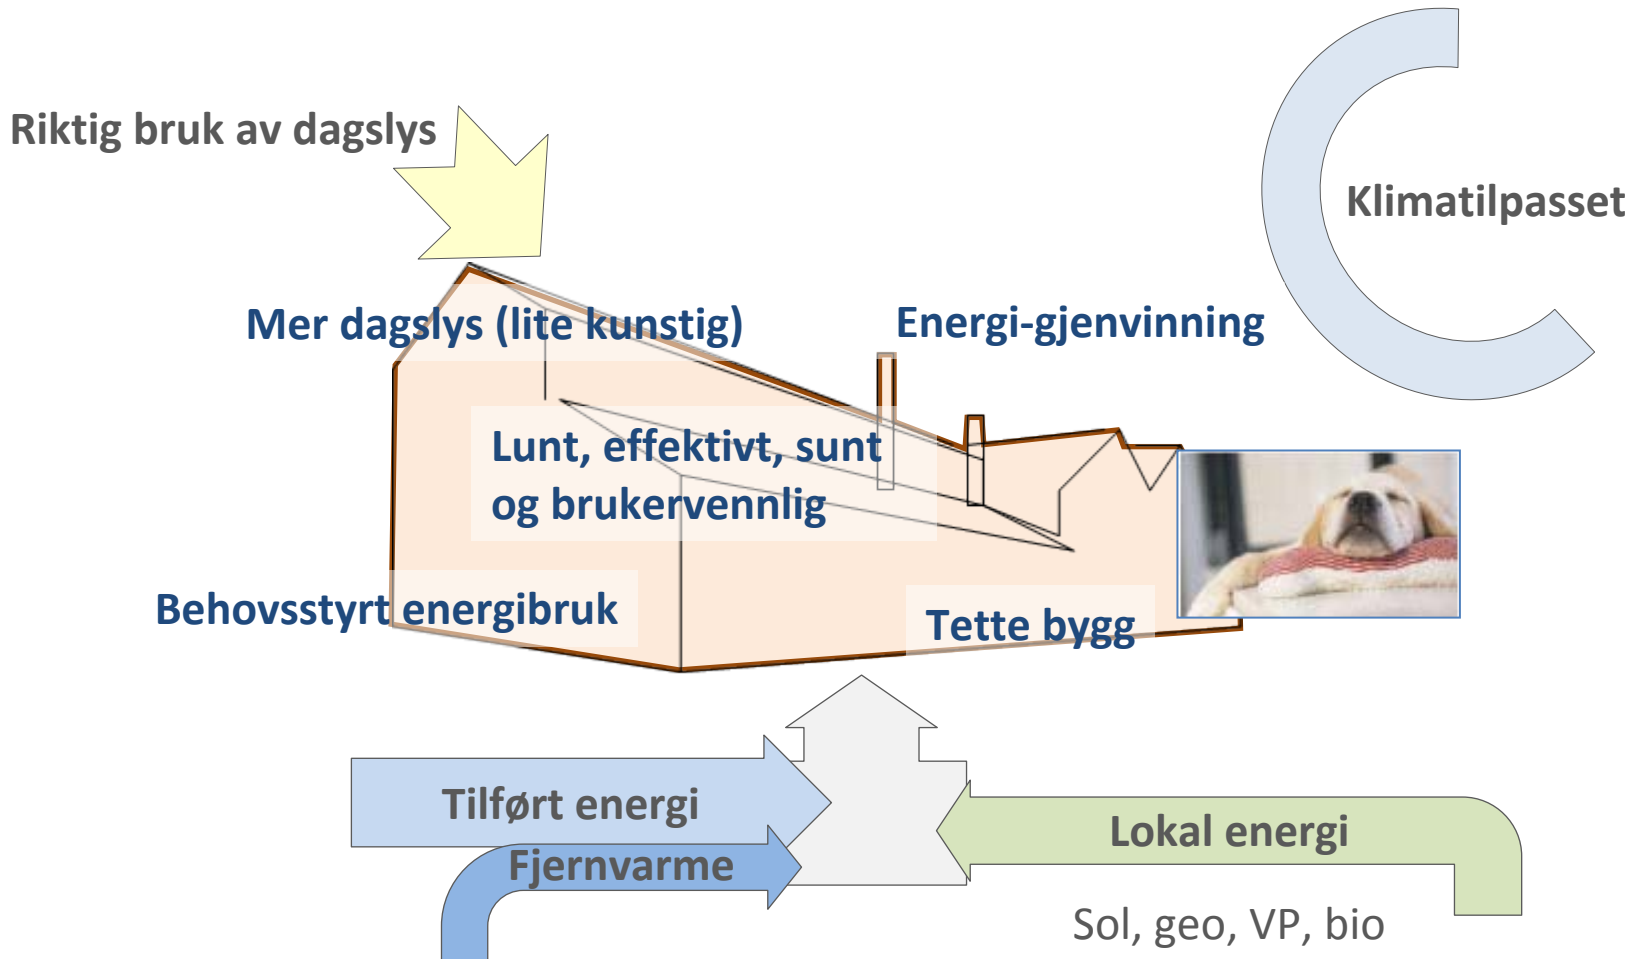 Riktig bruk av dagslys
Klimatilpasset
Mer dagslys (lite kunstig)
Energi-gjenvinning
Lunt, effektivt, sunt
og brukervennlig
Behovsstyrt energibruk
Tette bygg
Tilført energi
Lokal energi
Fjernvarme
Sol, geo, VP, bio